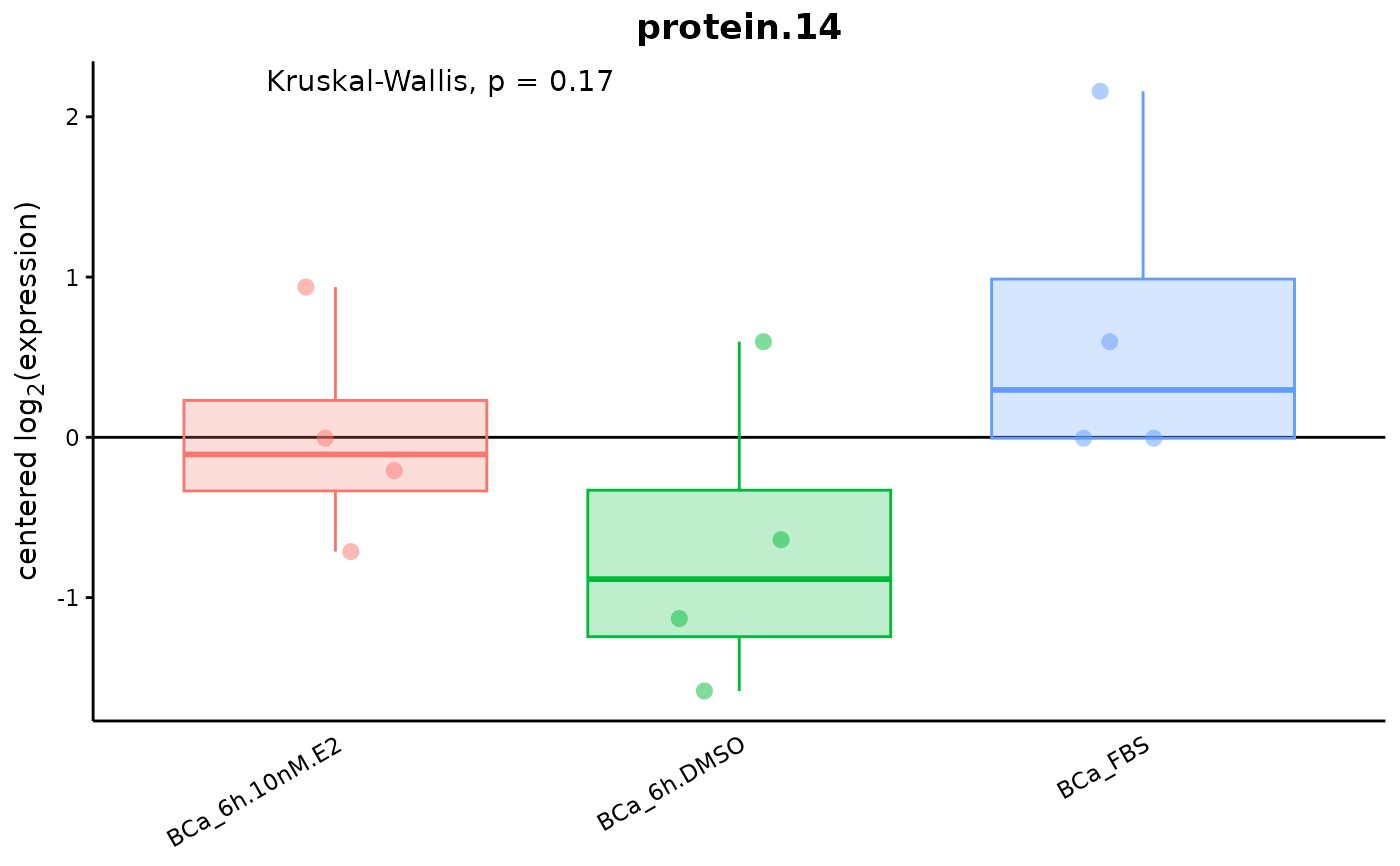 protein.14
Kruskal-Wallis, p = 0.17
centered log₂(expression)
2
1
0
-1
BCa_6h.10nM.E2
BCa_6h.DMSO
BCa_FBS